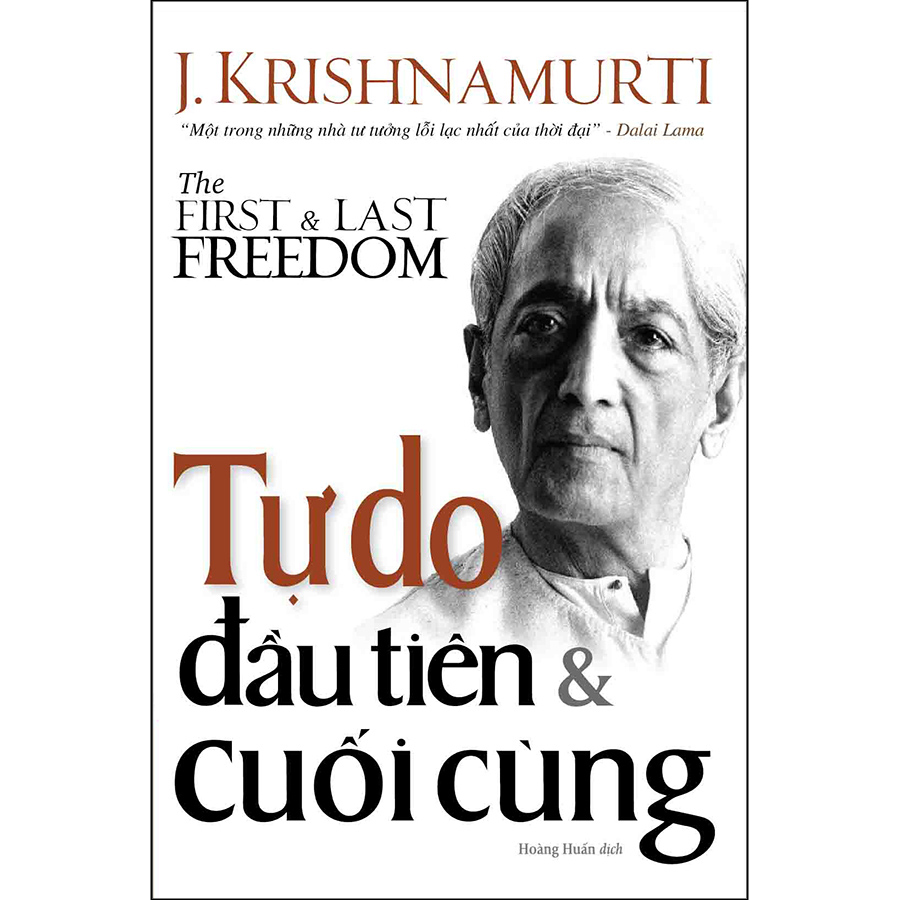 J. KRISHNAMURTI
“Một trong những nhà tư tưởng lỗi lạc nhất của thời đại” - Dalai Lama
The
FIRST & LAST
FREEDOM
Tự do
đầu tiên &
cuối cùng
Hoàng Huấn dịch